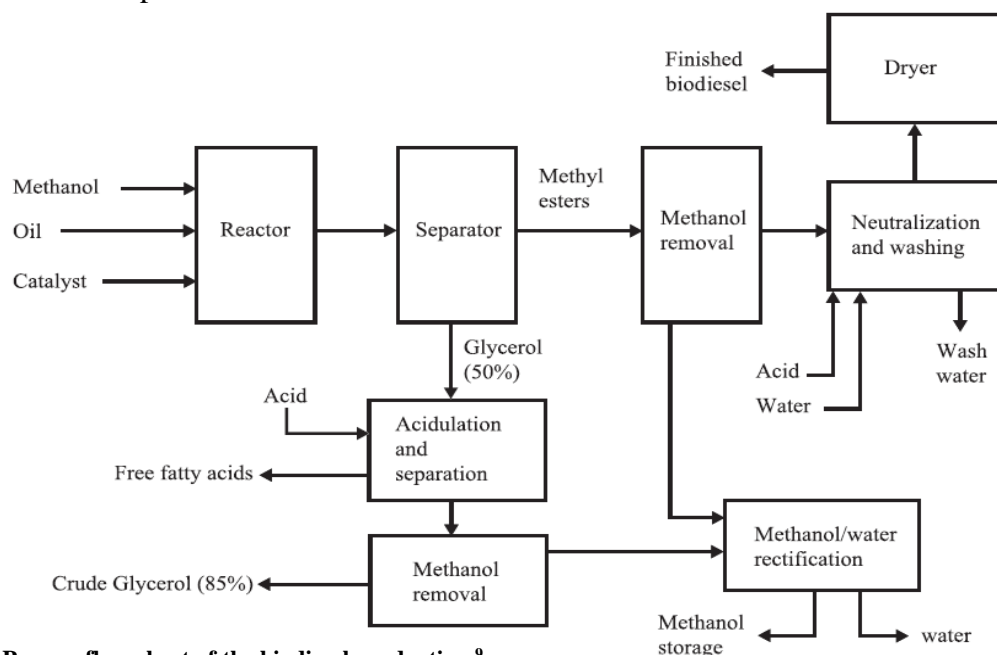 Finished
biodiesel
Dryer
Methanol
Oil
Catalyst
Reactor
Separator
Methyl
esters
Methanol
removal
Neutralization
and washing
Glycerol
(50%)
Acid
Water
Wash
water
Acid
Acidulation
and
separation
Free fatty acids
Methanol
removal
Crude Glycerol (85%)
Methanol/water
rectification
Methanol
storage
water